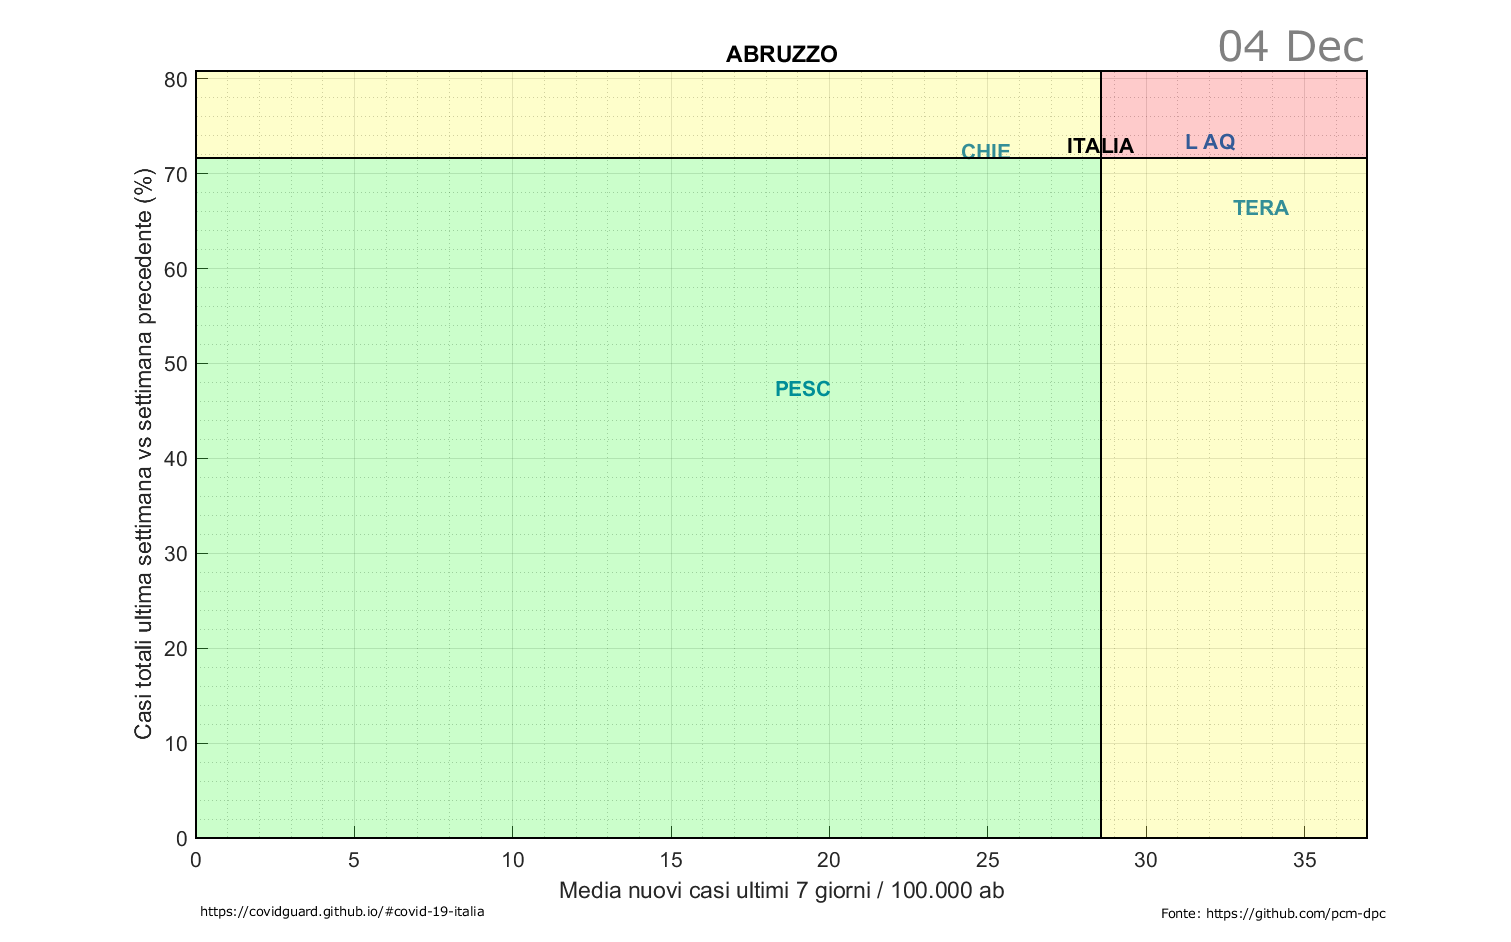 04 Dec
ABRUZZO
80
70
60
50
40
30
20
10
0
Casi totali ultima settimana vs settimana precedente (%)
CHIE
ITALIA
L AQ
TERA
PESC
0 5 10 15 20 25 30 35
Media nuovi casi ultimi 7 giorni / 100.000 ab
https://covidguard.github.io/#covid-19-italia
Fonte: https://github.com/pcm-dpc